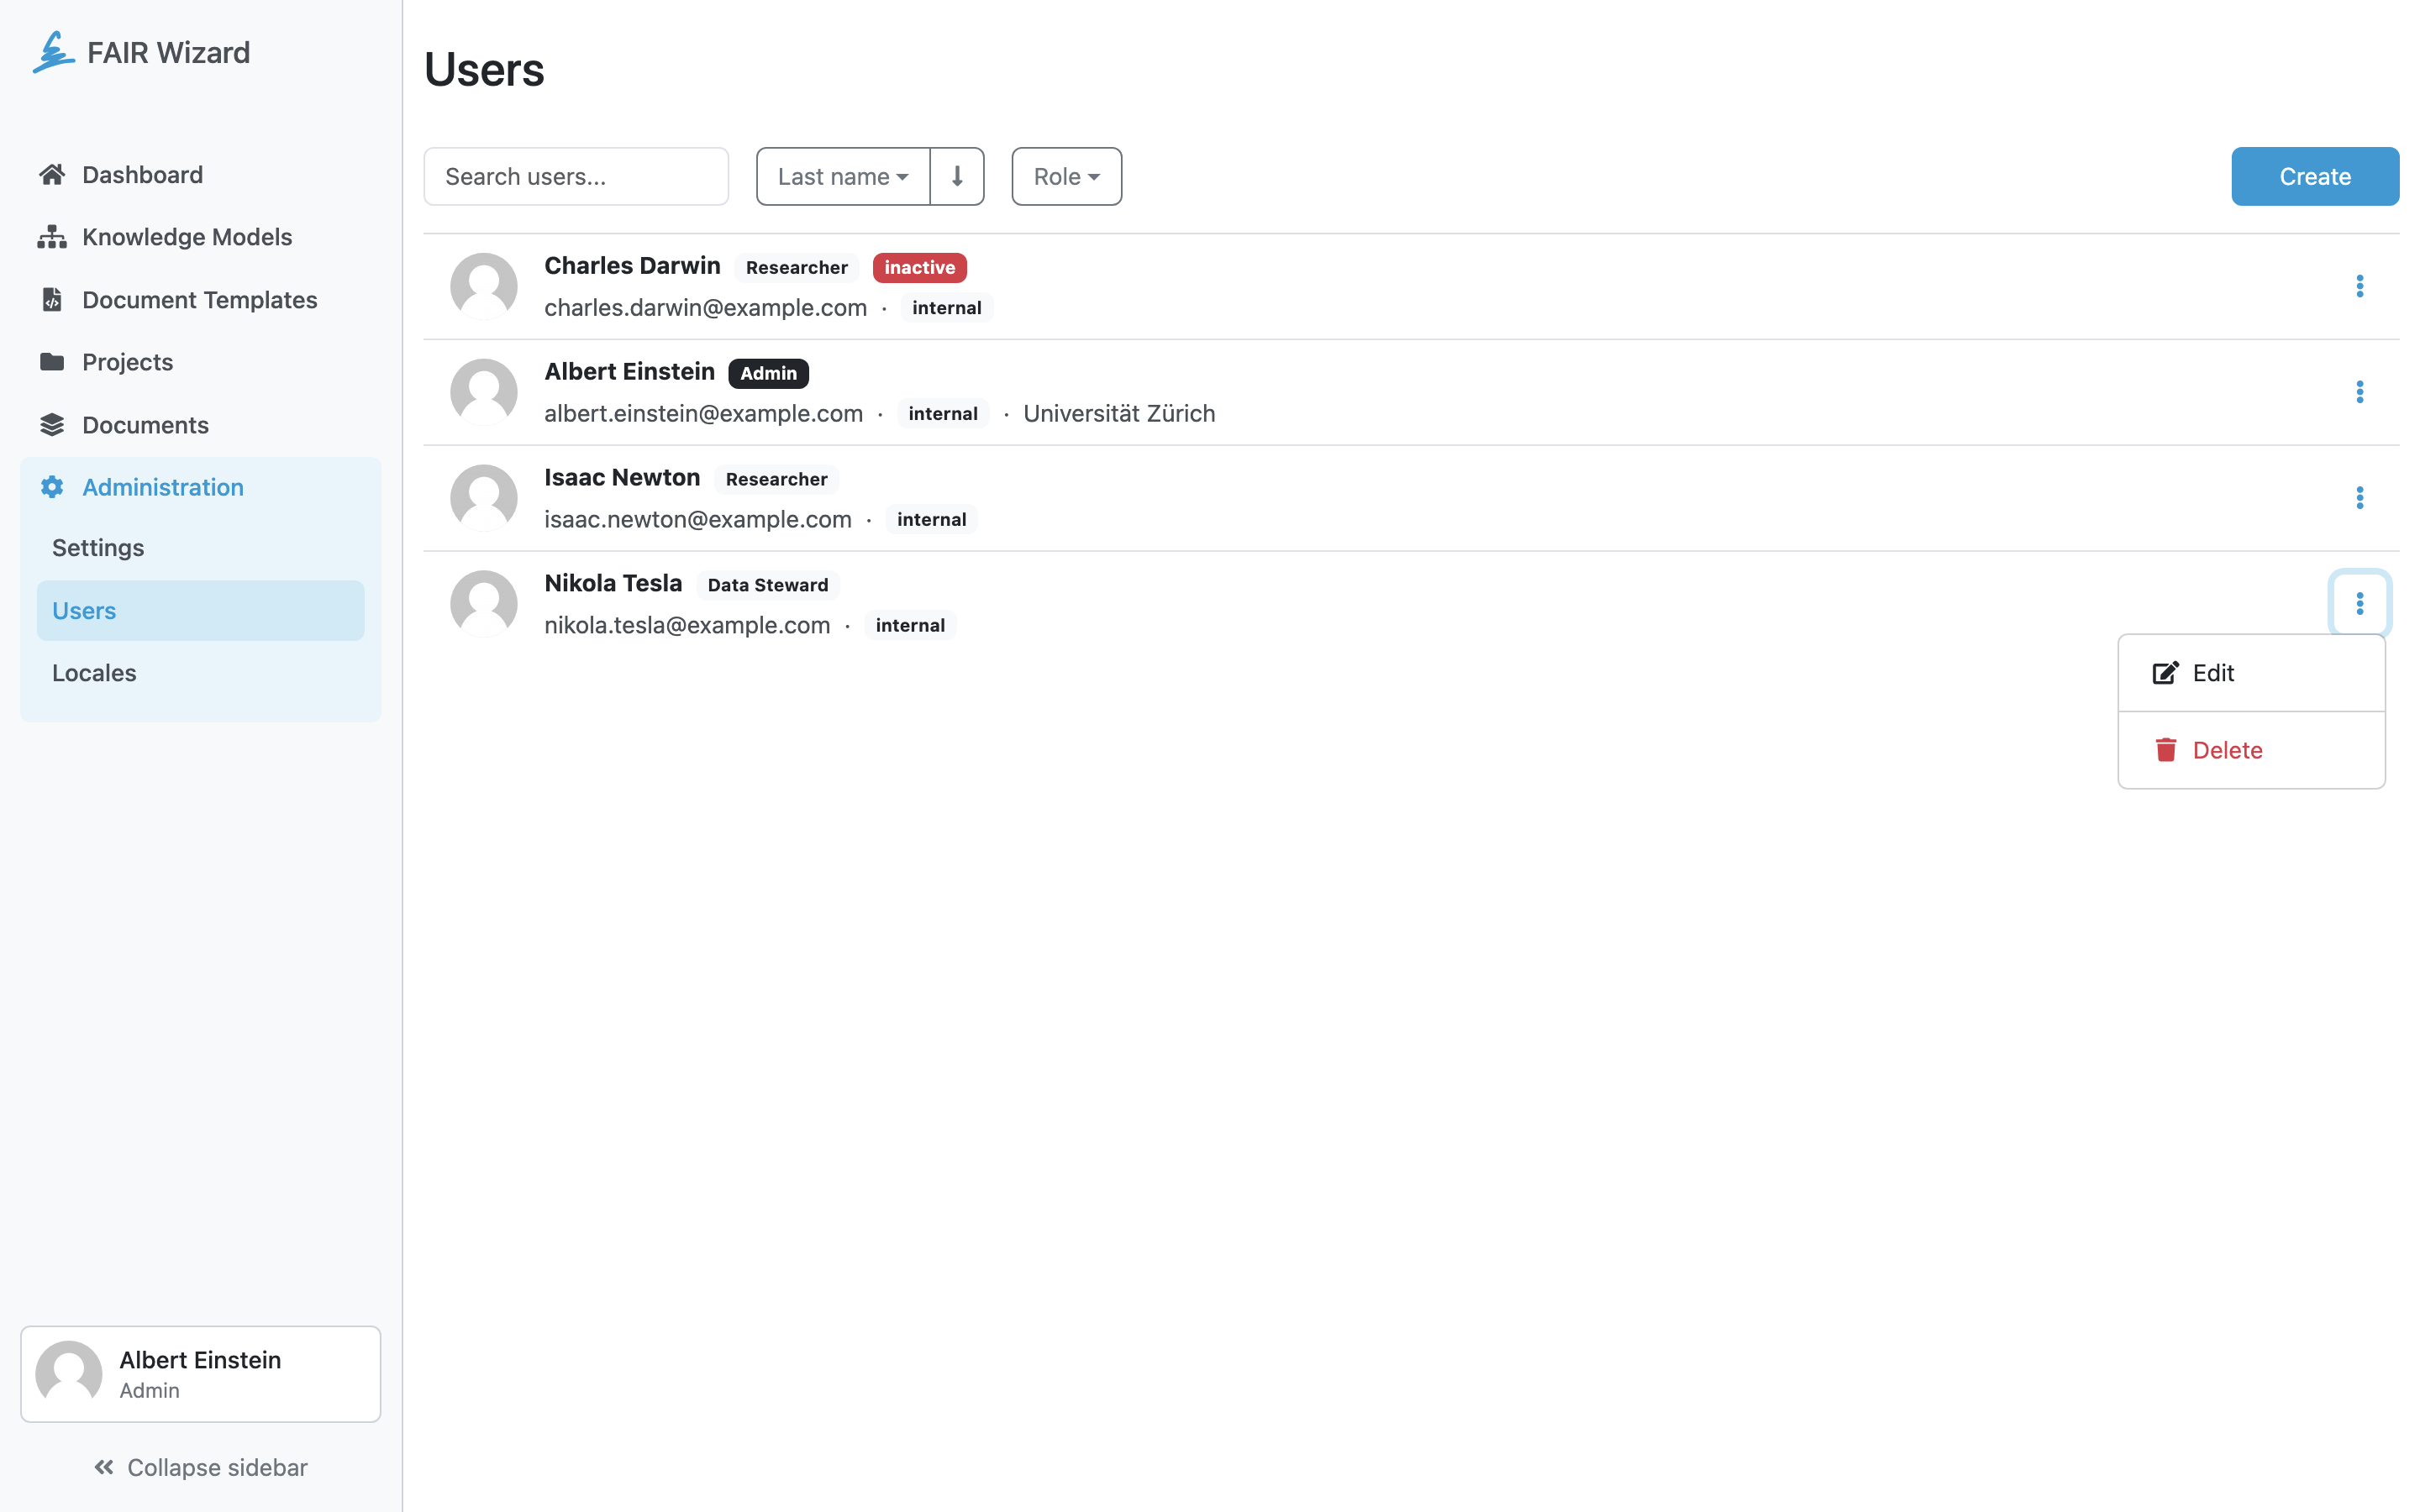 FAIR Wizard
Dashboard
Knowledge Models
Document Templates
Projects
Documents
Administration
Settings
Users
Locales
Albert Einstein
Admin
Collapse sidebar
Users
Search users...
Last name
Role
Create
Charles Darwin Researcher inactive
charles.darwin@example.com · internal
Albert Einstein Admin
albert.einstein@example.com · internal · Universität Zürich
Isaac Newton Researcher
isaac.newton@example.com · internal
Nikola Tesla Data Steward
nikola.tesla@example.com · internal
Edit
Delete